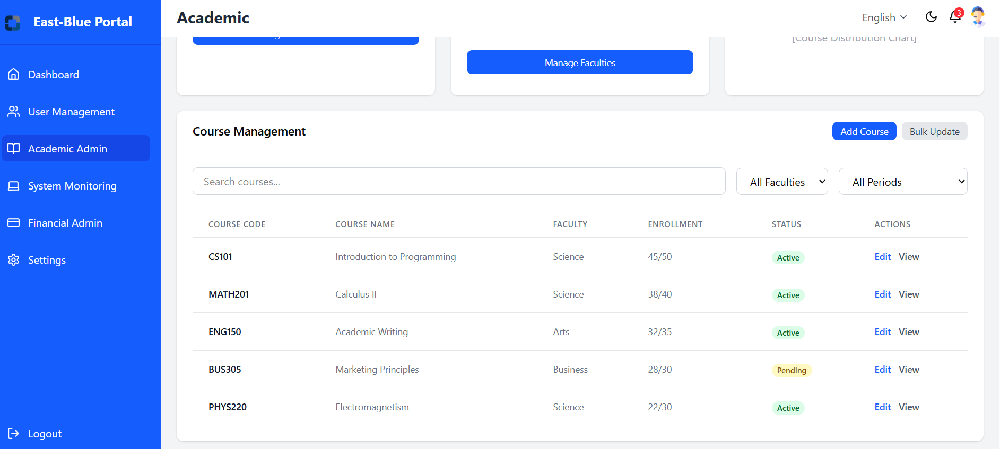 East-Blue Portal
Dashboard
User Management
Academic Admin
System Monitoring
Financial Admin
Settings
Logout
Academic
English
3
[Course Distribution Chart]
Manage Faculties
Course Management
Add Course
Bulk Update
Search courses...
All Faculties
All Periods
COURSE CODE COURSE NAME FACULTY ENROLLMENT STATUS ACTIONS
CS101 Introduction to Programming Science 45/50 Active Edit View
MATH201 Calculus II Science 38/40 Active Edit View
ENG150 Academic Writing Arts 32/35 Active Edit View
BUS305 Marketing Principles Business 28/30 Pending Edit View
PHYS220 Electromagnetism Science 22/30 Active Edit View